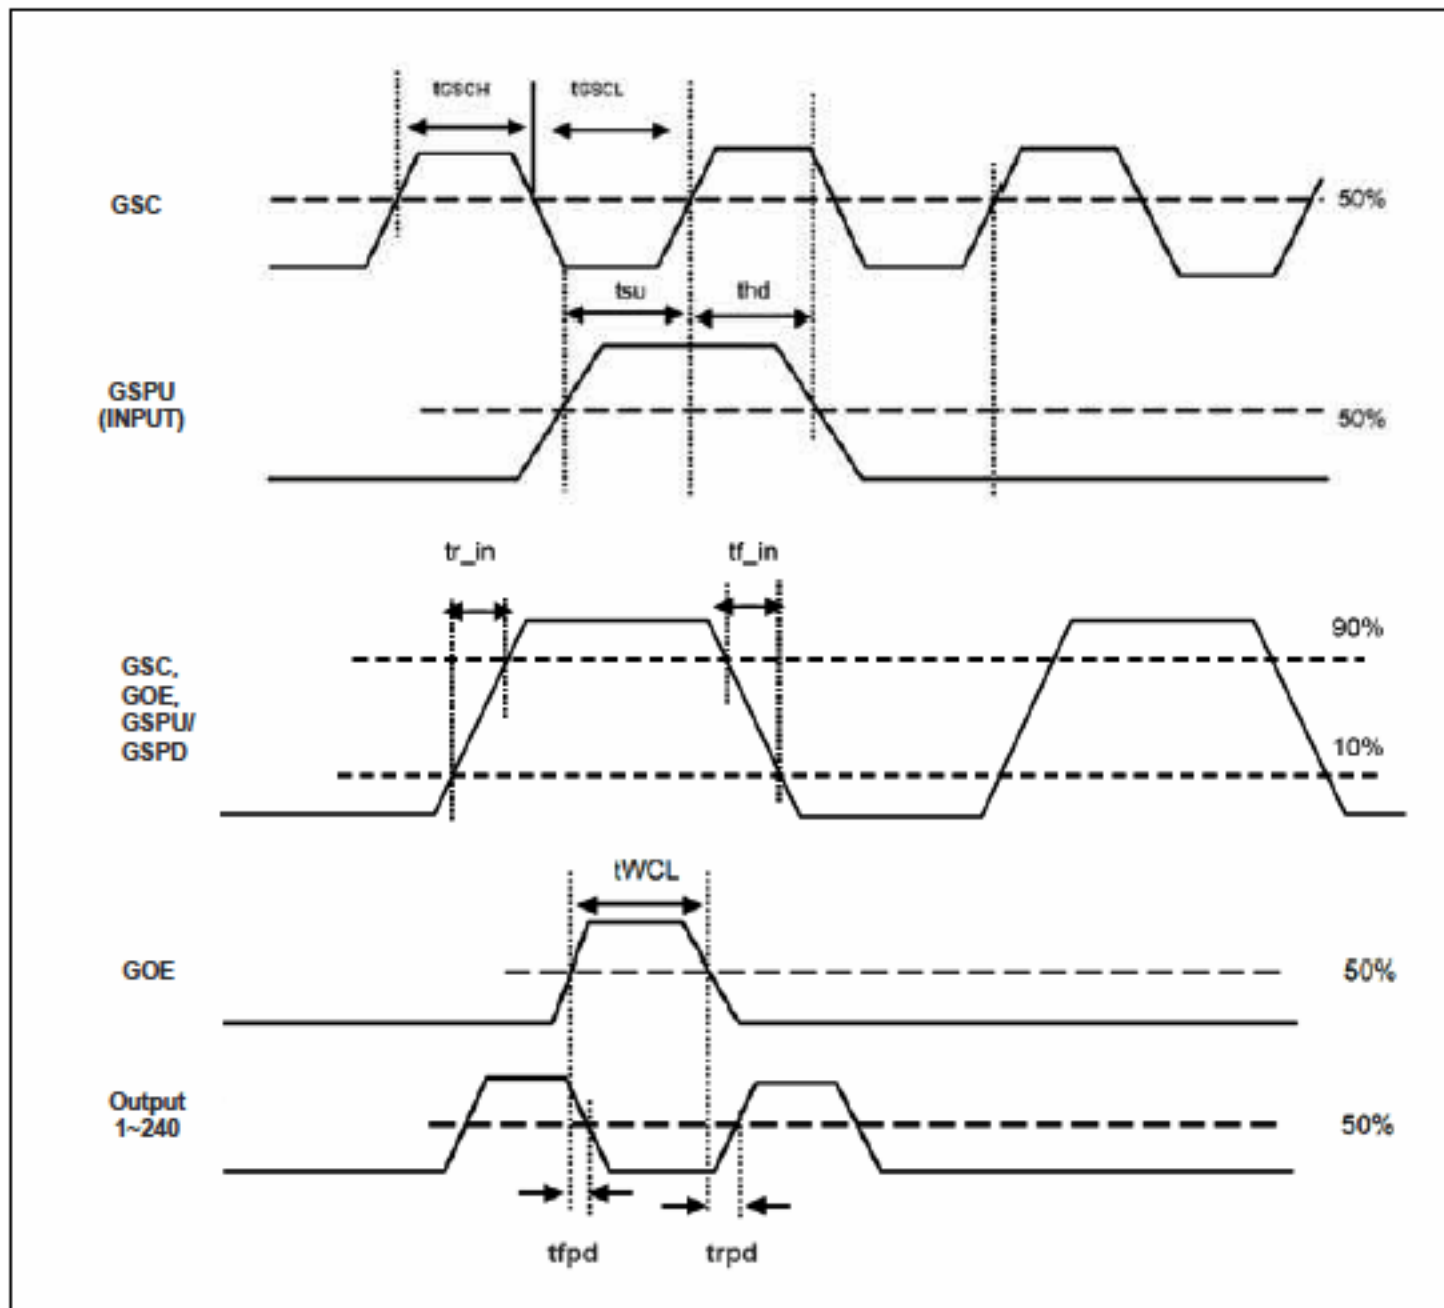 tGSCH
tGSCL
GSC
50%
tsu
thd
GSPU
(INPUT)
50%
tr_in
tf_in
90%
GSC,
GOE,
GSPU/
GSPD
10%
tWCL
GOE
50%
Output
1~240
50%
tfpd
trpd